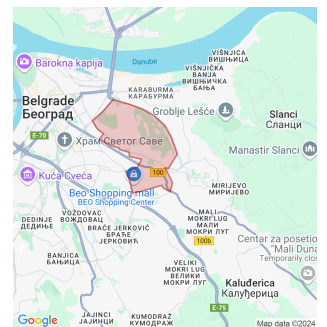 VIŠNJICA
ВИШЊИЦА
Barokna kapija
Danube
VIŠNJIČKA
BANJA
ВИШЊИЧКА
БАЊА
KARABURMA
КАРАБУРМА
Belgrade
Београд
Groblje Lešće
Slanci
Сланци
E-70
Храм Светог Саве
Manastir Slanci
Kuća Cveća
100
Beo Shopping mall
BEO Shopping Center
MIRIJEVO
МИРИЈЕВО
DEDINJE
ДЕДИЊЕ
VOŽDOVAC
ВОЖДОВАЦ
MALI
MOKRI LUG
МАЛИ
МОКРИ ЛУГ
BRAĆE JERKOVIĆ
БРАЋЕ
ЈЕРКОВИЋ
100b
Centar za poseti
"Mali Duna
Temporarily clos
BANJICA
БАЊИЦА
VELIKI
MOKRI LUG
ВЕЛИКИ
МОКРИ ЛУГ
Kaluđerica
Калуђерица
E-75
JAJINCI
ЈАЈИНЦИ
KUMODRAŽ
КУМОДРАЖ
Google
Map data ©2024